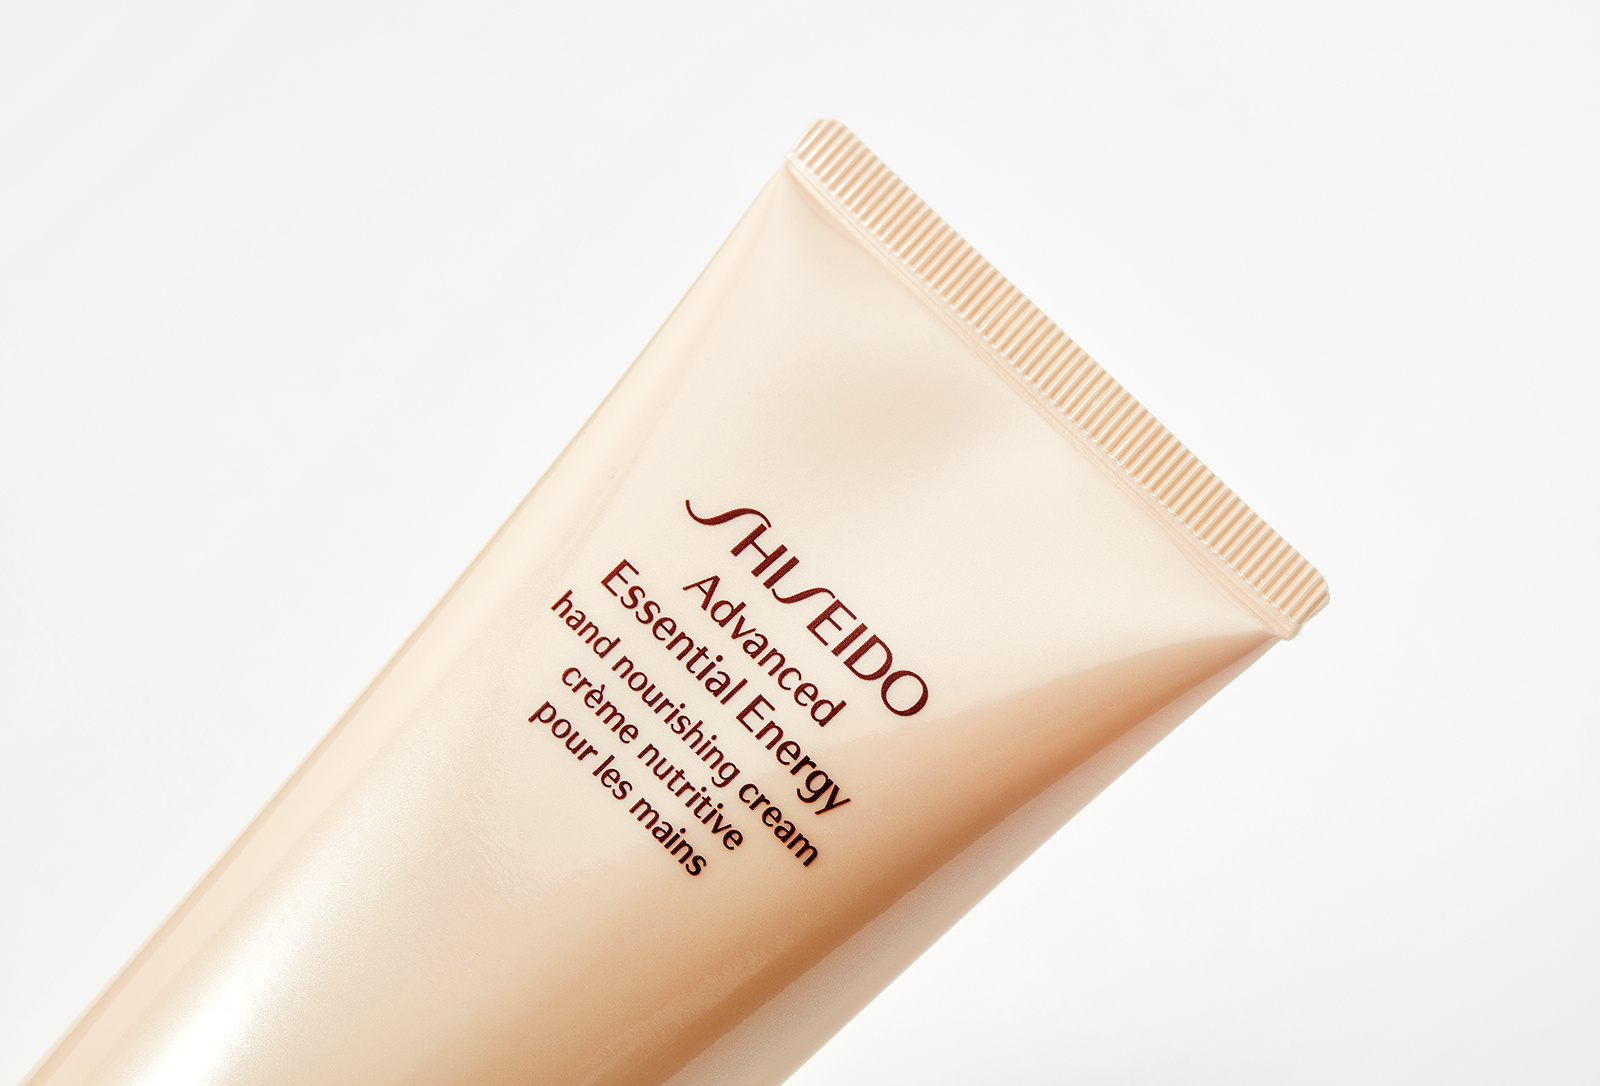 SHISEIDO
Advanced
Essential Energy
hand nourishing cream
crème nutritive
pour les mains